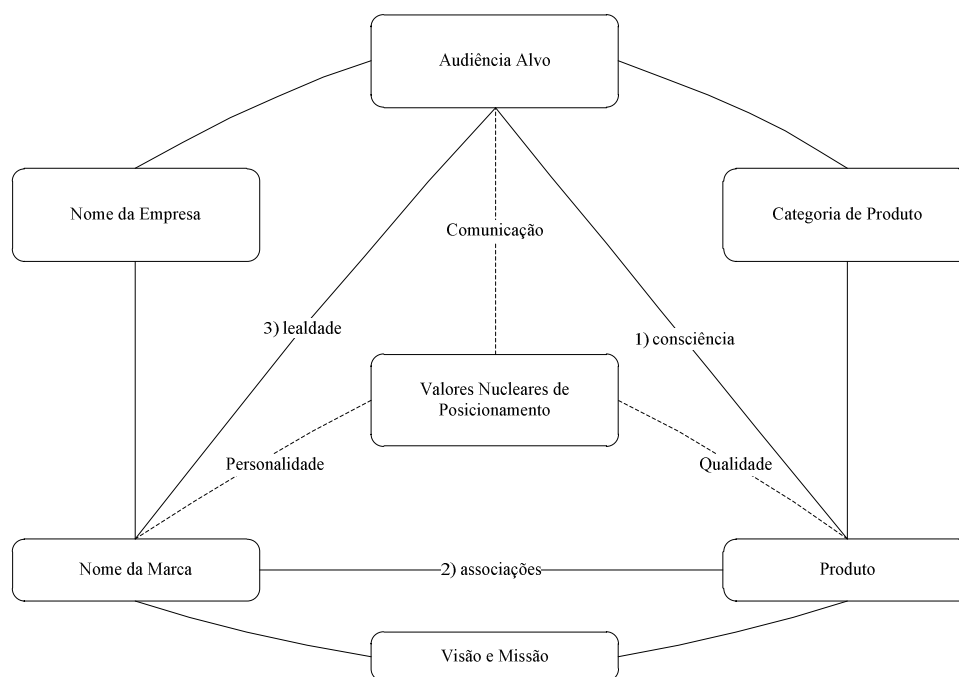 Audiência Alvo
Nome da Empresa
Categoria de Produto
Comunicação
3) lealdade
1) consciência
Valores Nucleares de
Posicionamento
Personalidade
Qualidade
Nome da Marca
2) associações
Produto
Visão e Missão